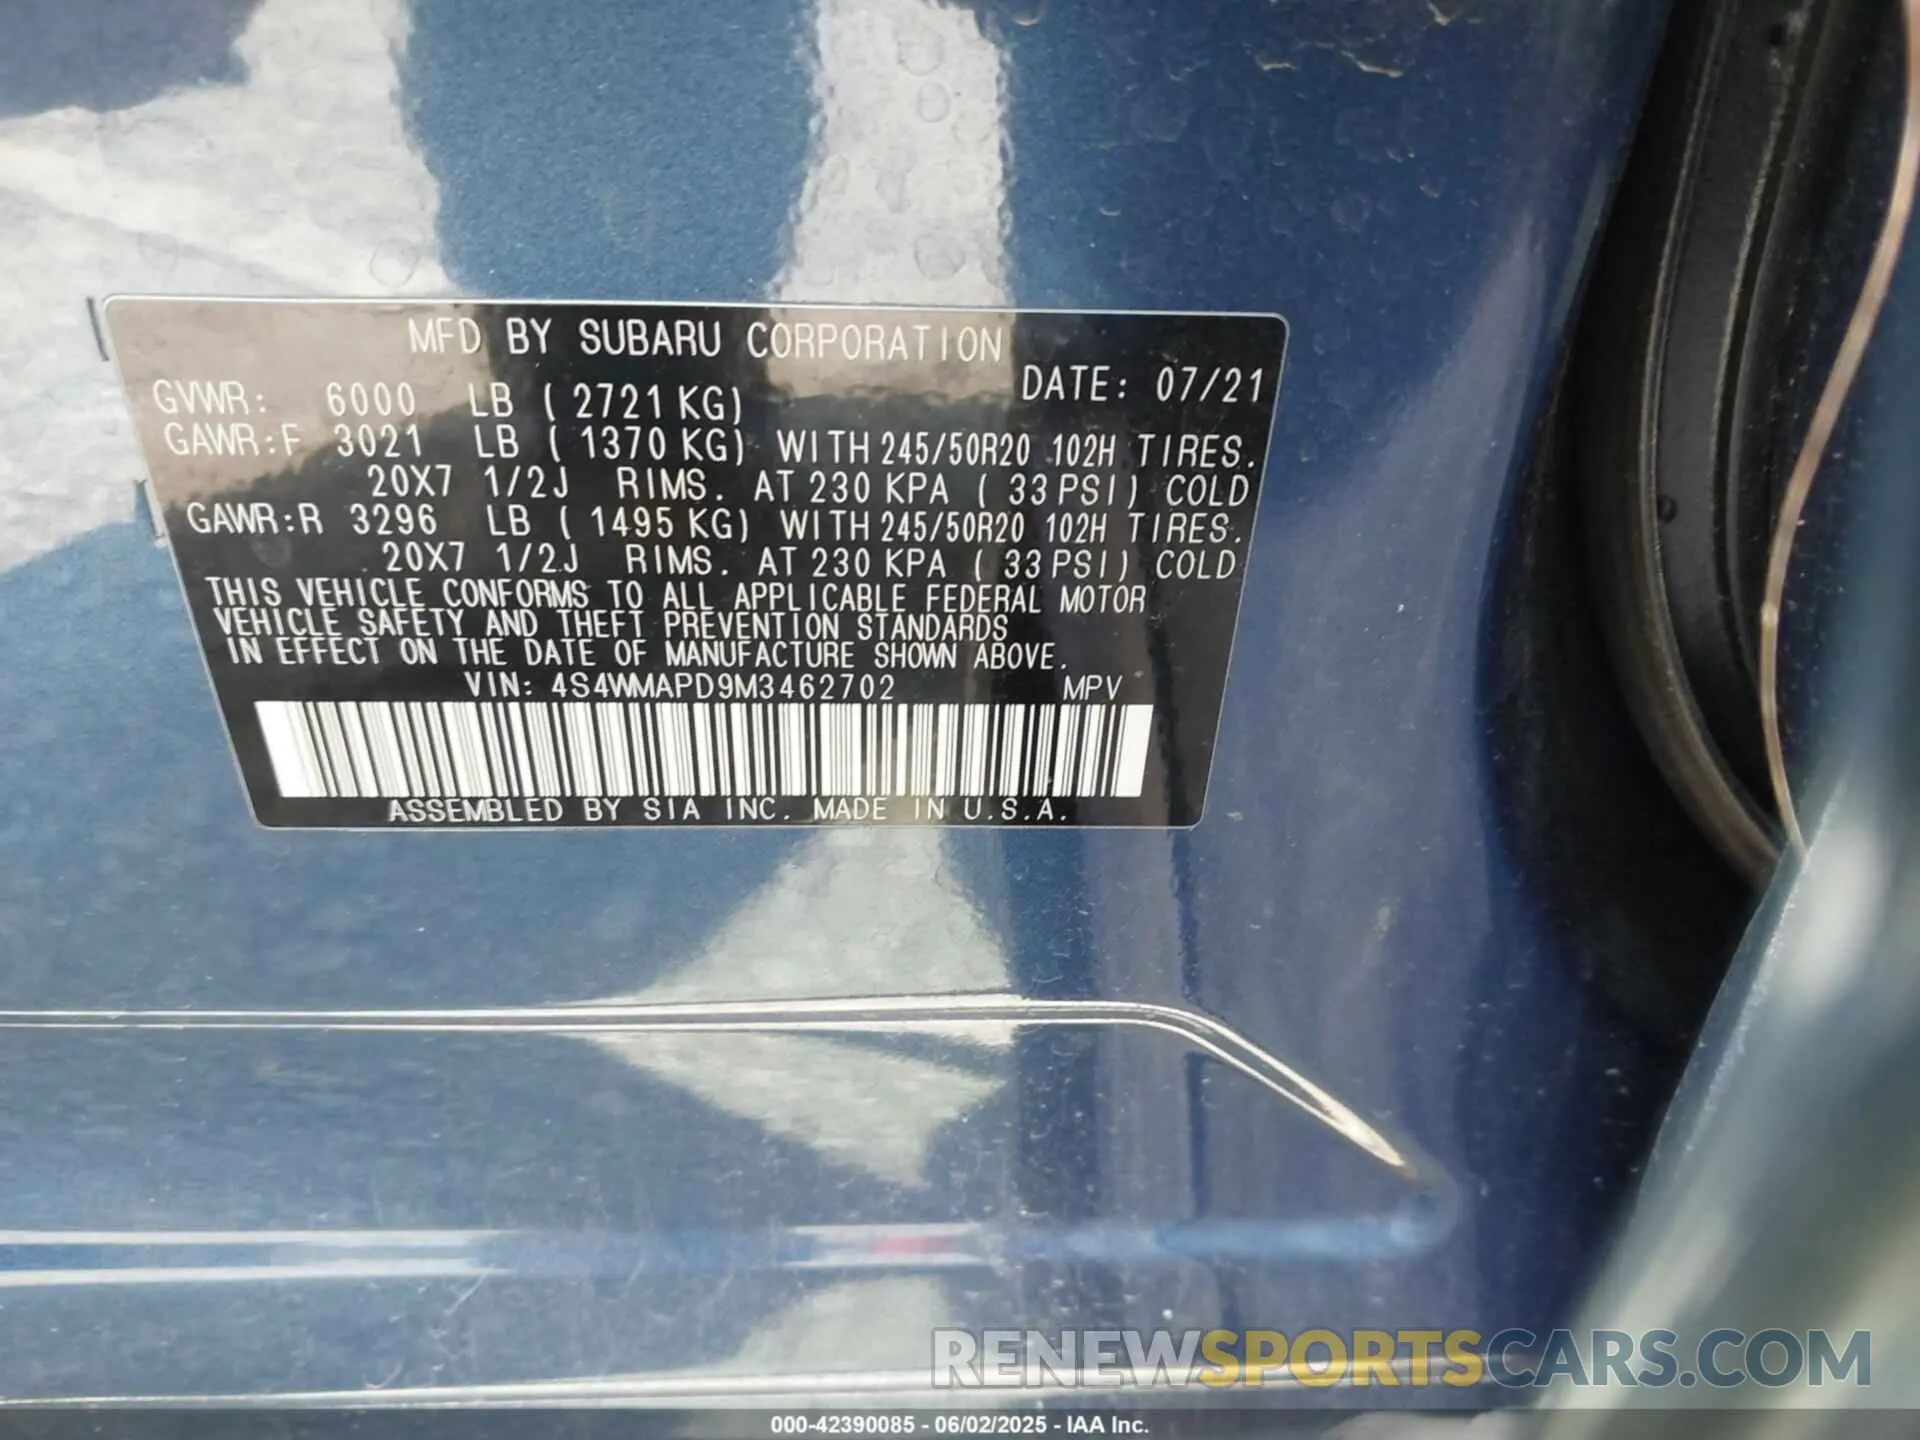 MFD BY SUBARU CORPORATION
DATE: 07/21
GVWR: 6000 LB ( 2721 KG)
GAWR:F 3021 LB ( 1370 KG) WITH 245/50R20 102H TIRES.
20X7 1/2J RIMS. AT 230 KPA ( 33 PSI) COLD
GAWR:R 3296 LB ( 1495 KG) WITH 245/50R20 102H TIRES.
20X7 1/2J RIMS. AT 230 KPA ( 33 PSI) COLD
THIS VEHICLE CONFORMS TO ALL APPLICABLE FEDERAL MOTOR
VEHICLE SAFETY AND THEFT PREVENTION STANDARDS
IN EFFECT ON THE DATE OF MANUFACTURE SHOWN ABOVE.
VIN: 4S4WMAPD9M3462702 MPV
ASSEMBLED BY SIA INC. MADE IN U.S.A.
RENEWSPORTSCARS.COM
000-42390085 - 06/02/2025 - IAA Inc.